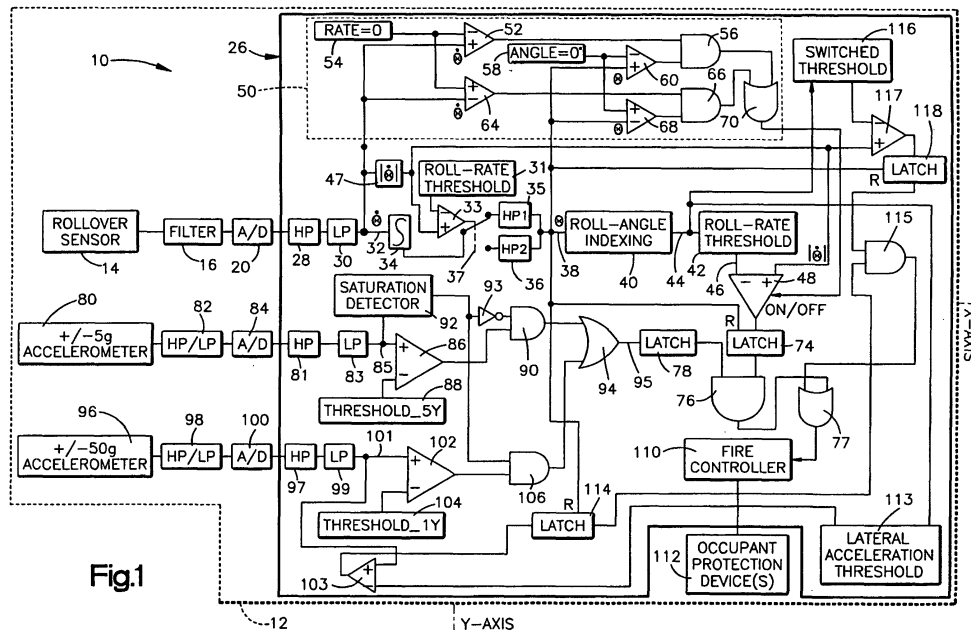 10
26
50
RATE=0
54
52
Θ̇
56
ANGLE=0°
58
Θ
60
66
116
SWITCHED
THRESHOLD
Θ̇
64
Θ
68
70
117
118
LATCH
R
|Θ̇|
47
31
ROLL-RATE
THRESHOLD
35
33
HP1
115
ROLLOVER
SENSOR
14
FILTER
16
A/D
20
HP
28
LP
30
Θ̇
32
∫
34
37
HP2
36
Θ
38
ROLL-ANGLE
INDEXING
40
44
ROLL-RATE
THRESHOLD
42
46
48
|Θ̇|
ON/OFF
80
+/-5g
ACCELEROMETER
82
HP/LP
84
A/D
HP
81
LP
83
SATURATION
DETECTOR
92
85
93
86
90
94
95
LATCH
78
R
LATCH
74
X-AXIS
88
THRESHOLD_5Y
76
77
96
+/-50g
ACCELEROMETER
98
HP/LP
100
A/D
HP
97
LP
99
101
102
106
110
FIRE
CONTROLLER
104
THRESHOLD_1Y
R
114
LATCH
113
LATERAL
ACCELERATION
THRESHOLD
103
112
OCCUPANT
PROTECTION
DEVICE(S)
Fig.1
12
Y-AXIS